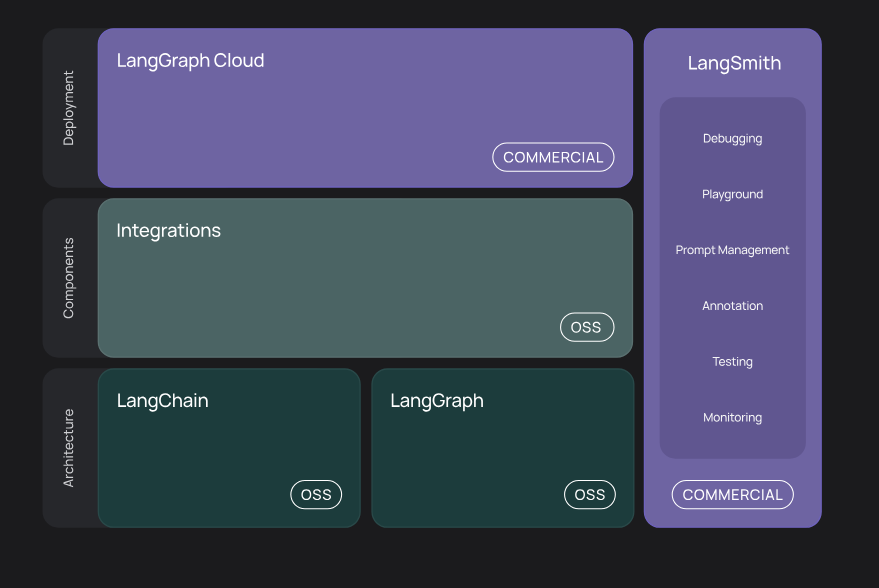 Deployment
LangGraph Cloud
COMMERCIAL
Components
Integrations
OSS
Architecture
LangChain
OSS
LangGraph
OSS
LangSmith
Debugging
Playground
Prompt Management
Annotation
Testing
Monitoring
COMMERCIAL